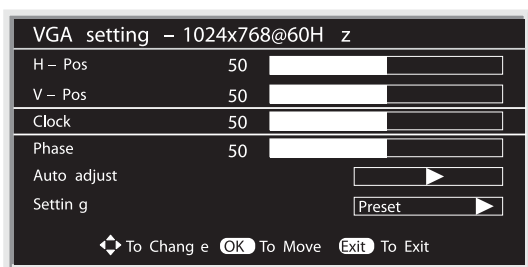 VGA setting – 1024x768@60H z
H – Pos 50
V – Pos 50
Clock 50
Phase 50
Auto adjust
Settin g Preset
To Chang e OK To Move Exit To Exit